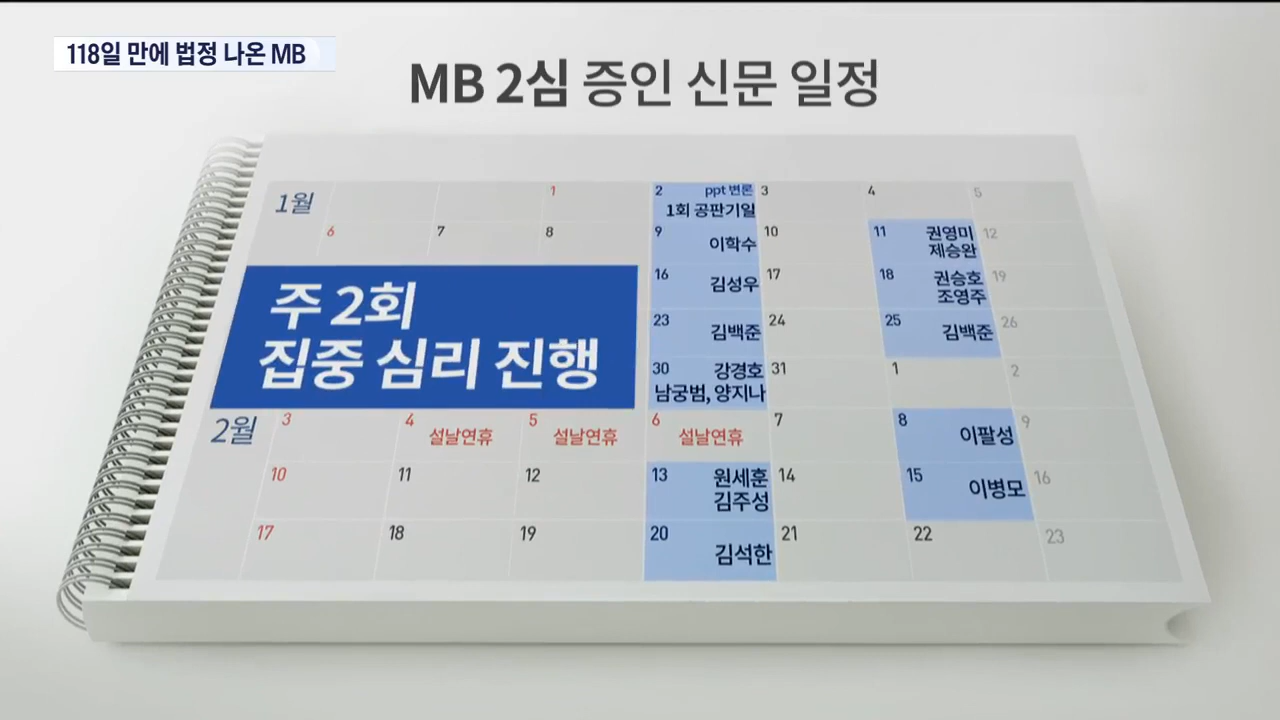 118일 만에 법정 나온 MB
MB 2심 증인 신문 일정
1월
1
2 ppt 변론
1회 공판기일
3
4
5
6
7
8
9 이학수
10
11 권영미
제승완
12
주 2회
집중 심리 진행
16 김성우
17
18 권승호
조영주
19
23 김백준
24
25 김백준
26
30 강경호
남궁범, 양지나
31
1
2
2월
3
4 설날연휴
5 설날연휴
6 설날연휴
7
8 이팔성
9
10
11
12
13 원세훈
김주성
14
15 이병모
16
17
18
19
20 김석한
21
22
23